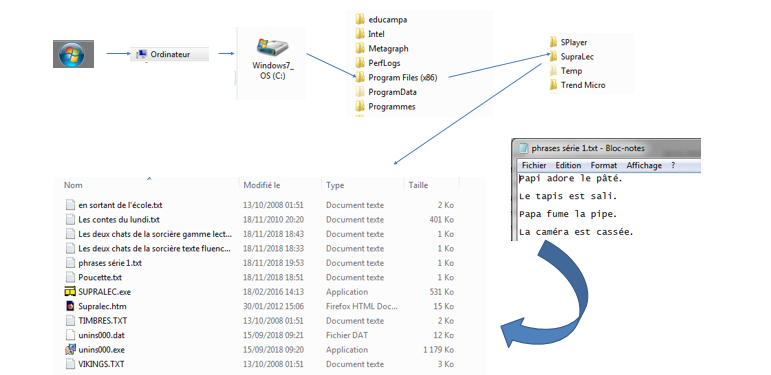 Ordinateur
Windows7_
OS (C:)
educampa
Intel
Metagraph
PerfLogs
Program Files (x86)
ProgramData
Programmes
SPlayer
SupraLec
Temp
Trend Micro
phrases série 1.txt - Bloc-notes
Fichier Edition Format Affichage ?
Papi adore le pâté.
Le tapis est sali.
Papa fume la pipe.
La caméra est cassée.
Nom Modifié le Type Taille
en sortant de l'école.txt 13/10/2008 01:51 Document texte 2 Ko
Les contes du lundi.txt 18/11/2010 20:20 Document texte 401 Ko
Les deux chats de la sorcière gamme lect... 18/11/2018 18:43 Document texte 1 Ko
Les deux chats de la sorcière texte fluenc... 18/11/2018 18:33 Document texte 1 Ko
phrases série 1.txt 18/11/2018 19:53 Document texte 1 Ko
Poucette.txt 18/11/2018 18:51 Document texte 1 Ko
SUPRALEC.exe 18/02/2016 14:13 Application 531 Ko
Supralec.htm 30/01/2012 15:06 Firefox HTML Doc... 15 Ko
TIMBRES.TXT 13/10/2008 01:51 Document texte 2 Ko
unins000.dat 15/09/2018 09:21 Fichier DAT 12 Ko
unins000.exe 15/09/2018 09:20 Application 1 179 Ko
VIKINGS.TXT 13/10/2008 01:51 Document texte 3 Ko